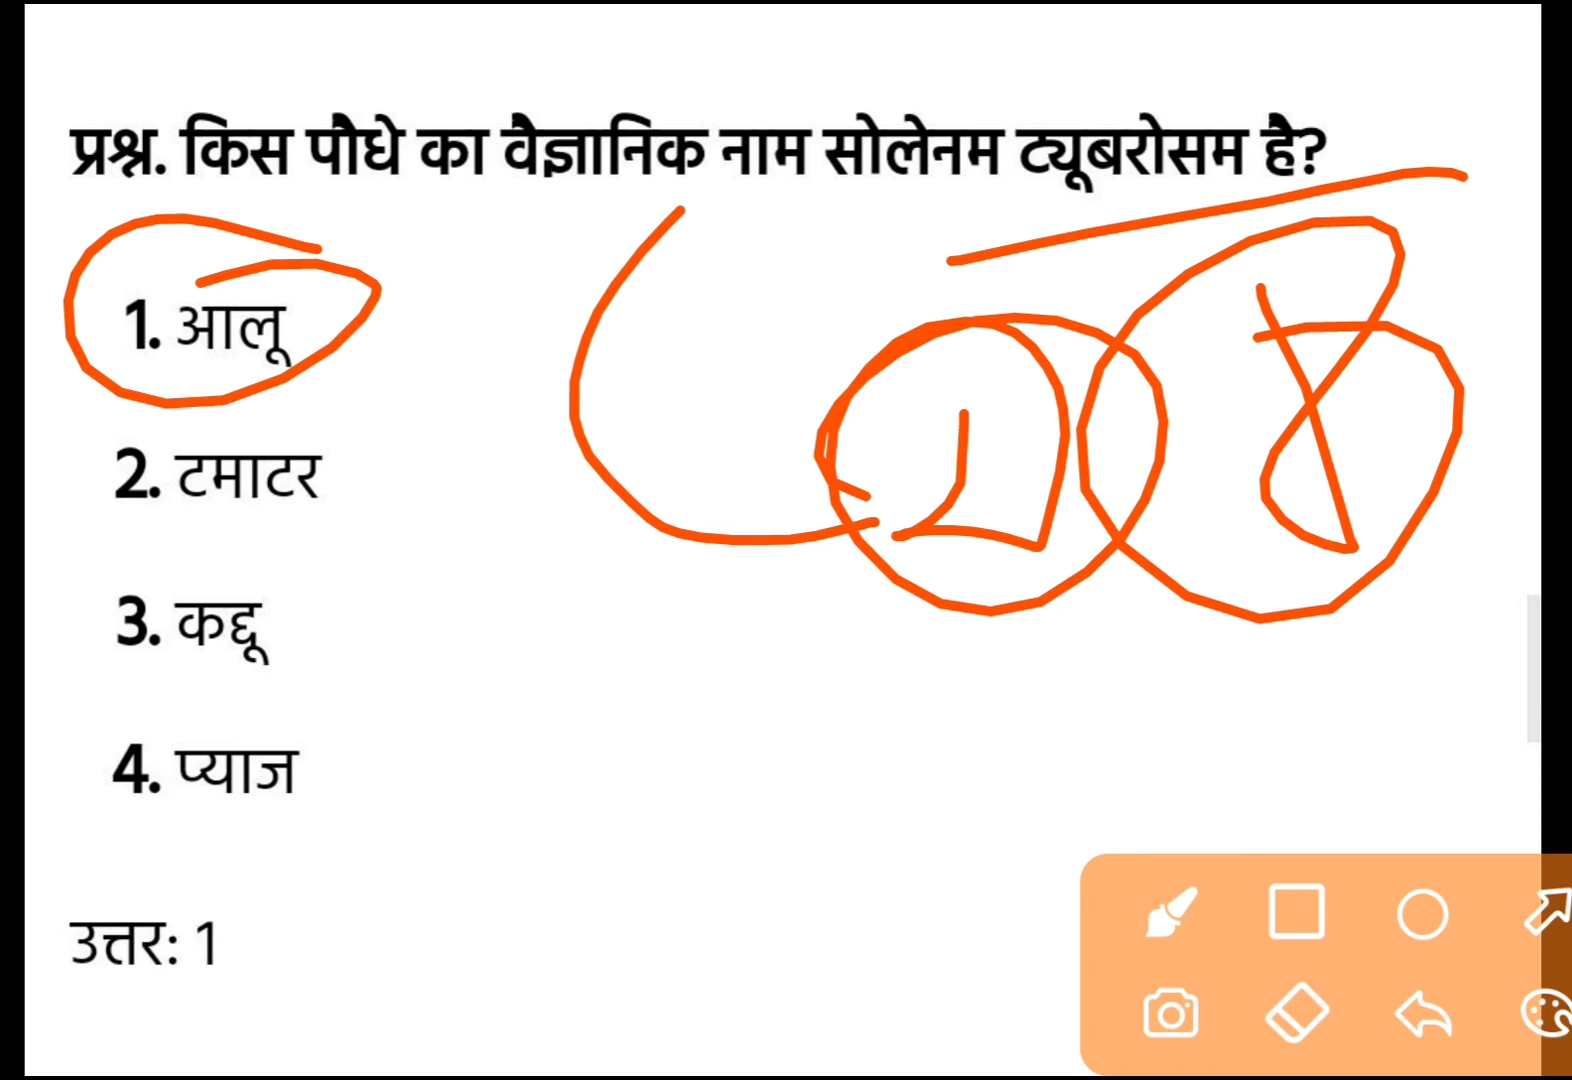 प्रश्न. किस पौधे का वैज्ञानिक नाम सोलेनम ट्यूबरोसम है?
1. आलू
2. टमाटर
3. कद्दू
4. प्याज
उत्तर: 1